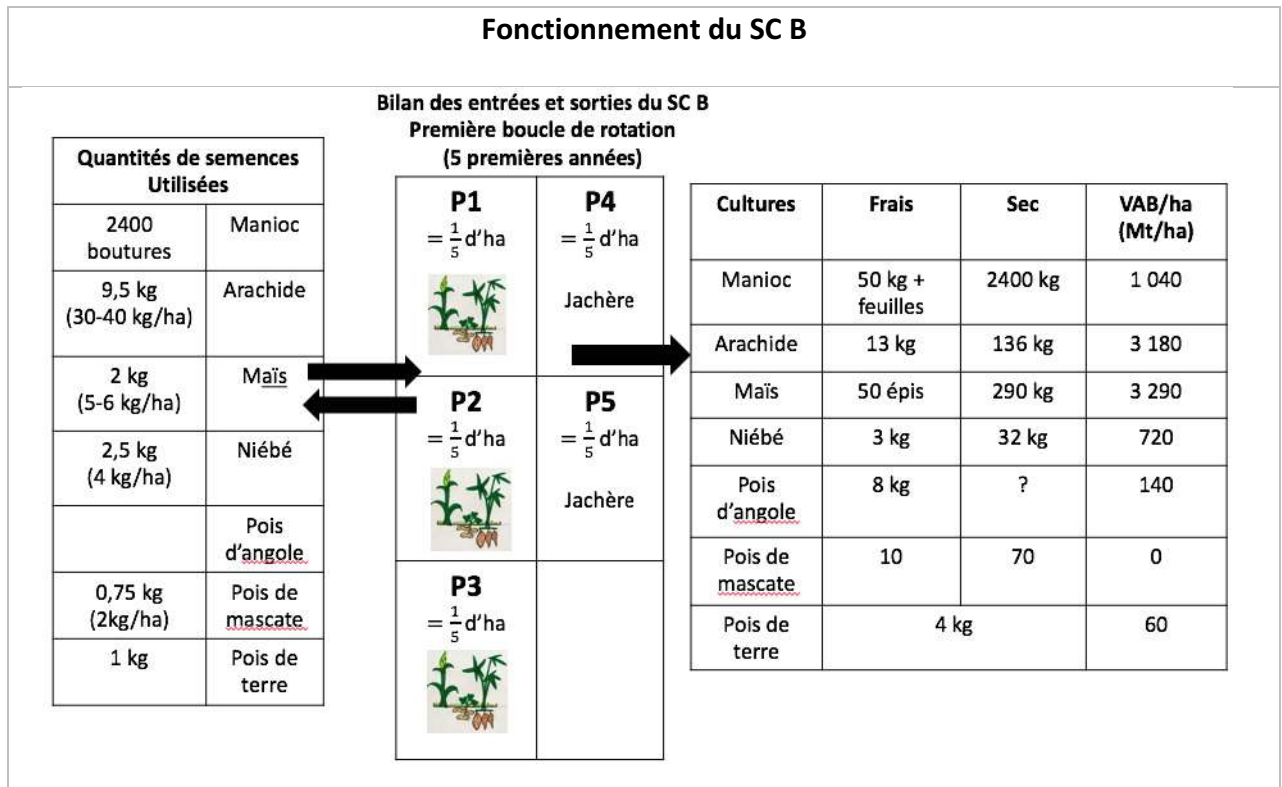 Fonctionnement du SC B
Bilan des entrées et sorties du SC B
Première boucle de rotation
(5 premières années)
Quantités de semences
Utilisées
2400
boutures
Manioc
9,5 kg
(30-40 kg/ha)
Arachide
2 kg
(5-6 kg/ha)
Maïs
2,5 kg
(4 kg/ha)
Niébé
Pois
d'angole
0,75 kg
(2kg/ha)
Pois de
mascate
1 kg
Pois de
terre
P1
= 1/5 d'ha
P4
= 1/5 d'ha
Jachère
P2
= 1/5 d'ha
P5
= 1/5 d'ha
Jachère
P3
= 1/5 d'ha
Cultures
Frais
Sec
VAB/ha
(Mt/ha)
Manioc
50 kg +
feuilles
2400 kg
1 040
Arachide
13 kg
136 kg
3 180
Maïs
50 épis
290 kg
3 290
Niébé
3 kg
32 kg
720
Pois
d'angole
8 kg
?
140
Pois de
mascate
10
70
0
Pois de
terre
4 kg
60